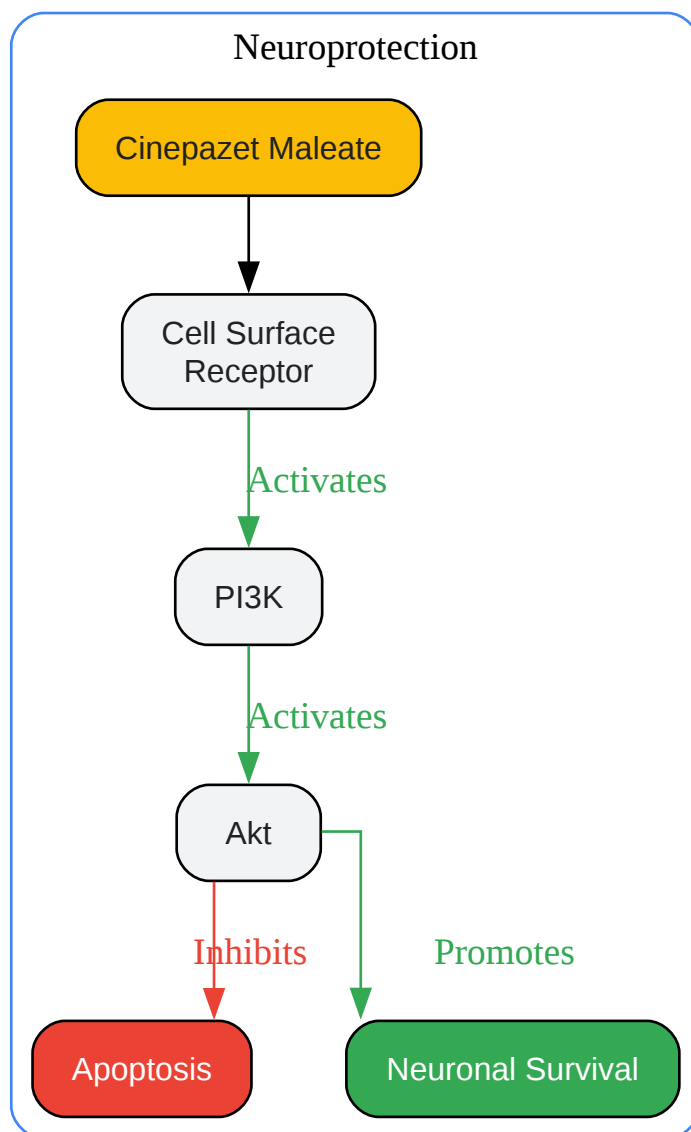 Neuroprotection
Cinepazet Maleate
Cell Surface
Receptor
Activates
PI3K
Activates
Akt
Inhibits
Promotes
Apoptosis
Neuronal Survival